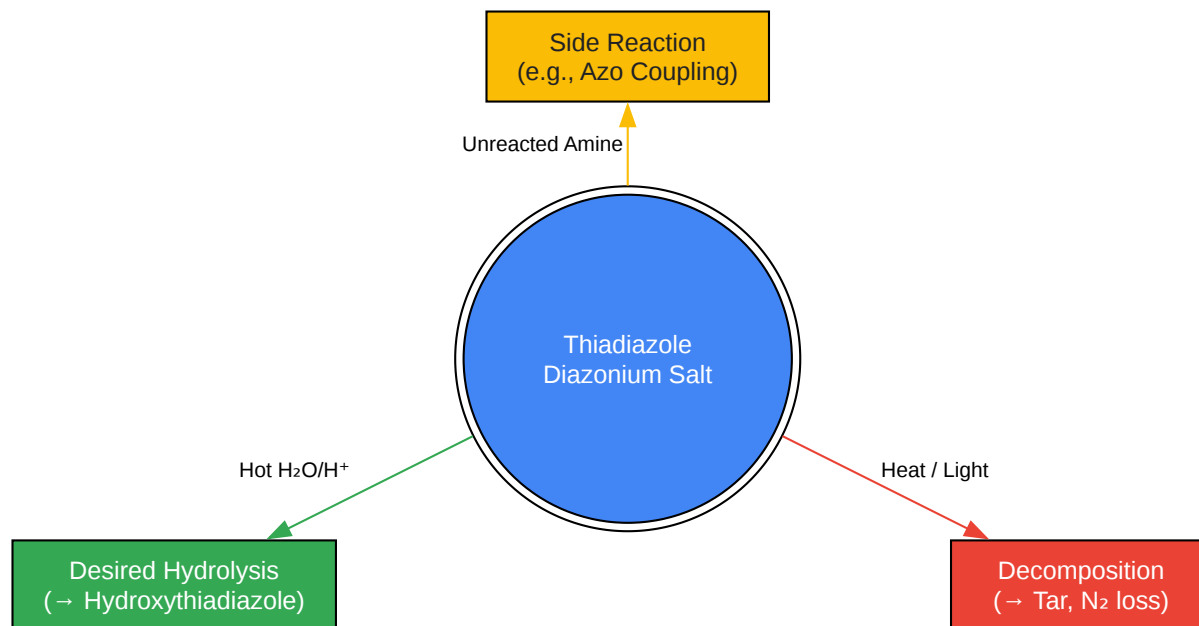 Side Reaction
(e.g., Azo Coupling)
Unreacted Amine
Thiadiazole
Diazonium Salt
Hot H₂O/H⁺
Heat / Light
Desired Hydrolysis
(→ Hydroxythiadiazole)
Decomposition
(→ Tar, N₂ loss)